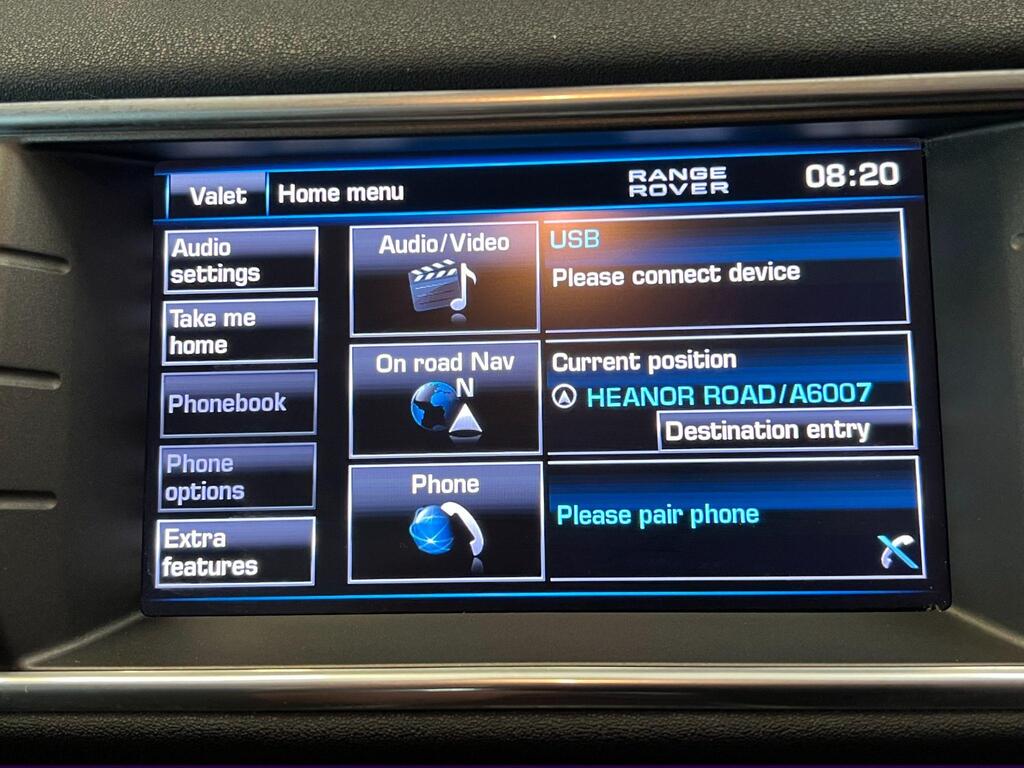 Valet
Home menu
RANGE
ROVER
08:20
Audio
settings
Take me
home
Phonebook
Phone
options
Extra
features
Audio/Video
USB
Please connect device
On road Nav
N
Current position
HEANOR ROAD/A6007
Destination entry
Phone
Please pair phone